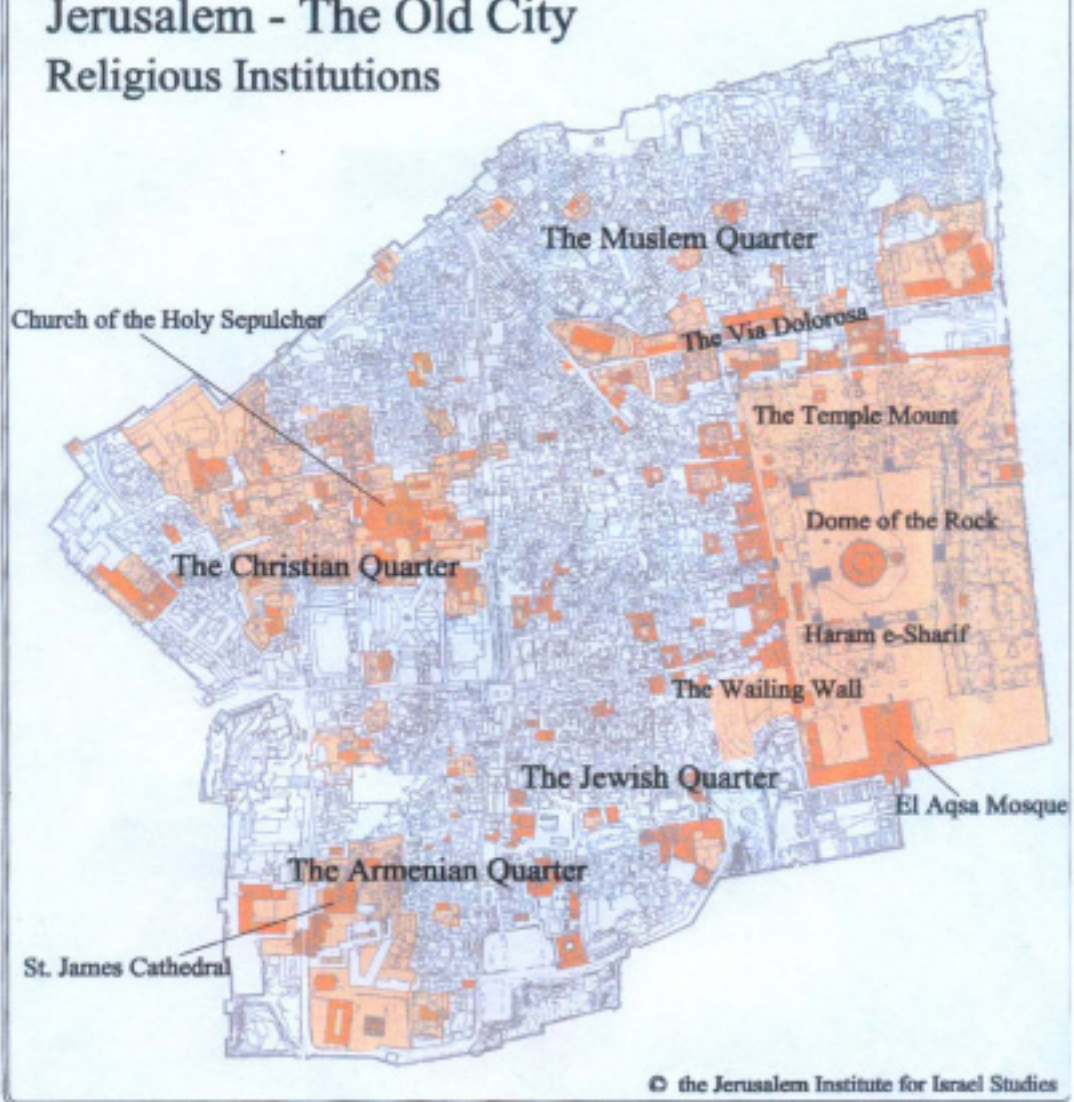 Jerusalem - The Old City
Religious Institutions
The Muslem Quarter
Church of the Holy Sepulcher
The Via Dolorosa
The Temple Mount
Dome of the Rock
The Christian Quarter
Haram e-Sharif
The Wailing Wall
The Jewish Quarter
El Aqsa Mosque
The Armenian Quarter
St. James Cathedral
© the Jerusalem Institute for Israel Studies